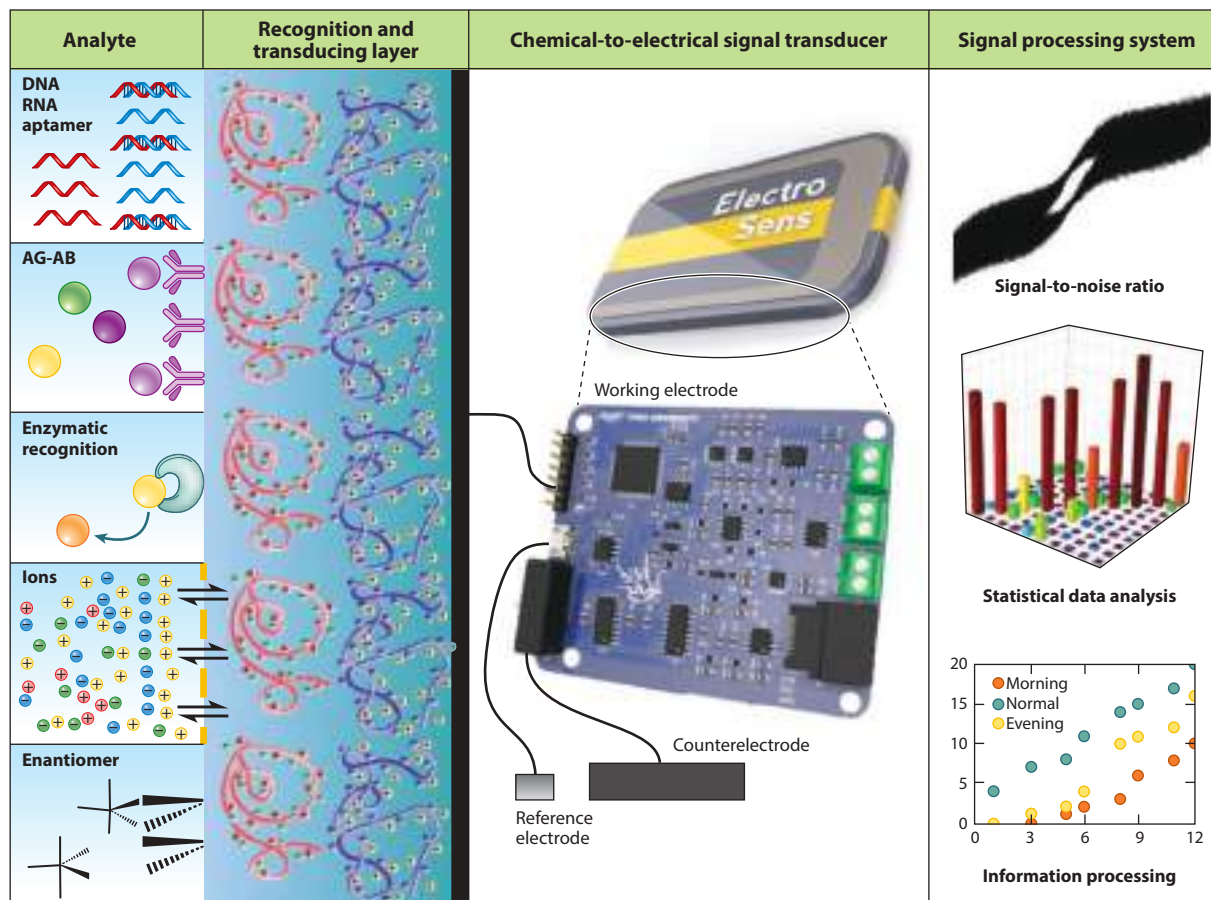 Analyte
Recognition and
transducing layer
Chemical-to-electrical signal transducer
Signal processing system
DNA
RNA
aptamer
AG-AB
Enzymatic
recognition
Ions
Enantiomer
Electro
Sens
Working electrode
Counterelectrode
Reference
electrode
Signal-to-noise ratio
Statistical data analysis
20
15
10
5
0
Morning
Normal
Evening
0 3 6 9 12
Information processing